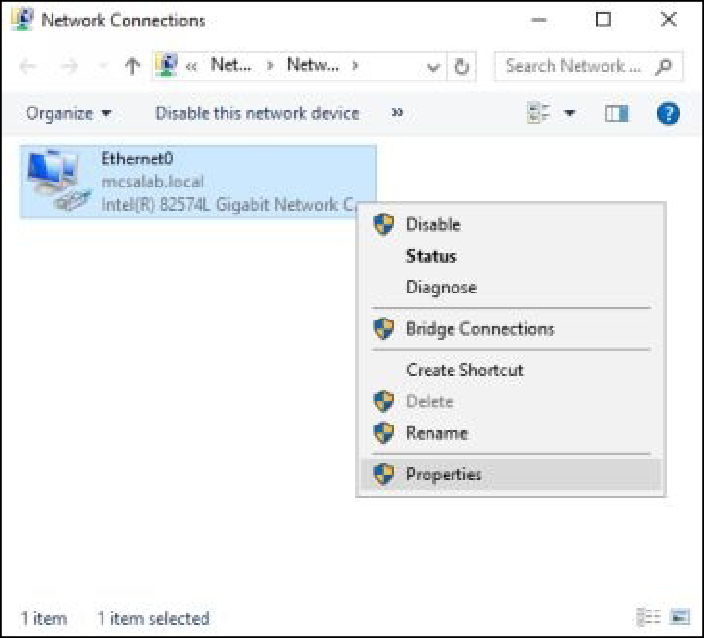 Network Connections
« Net... › Netw... › Search Network ...
Organize Disable this network device »
Ethernet0
mcsalab.local
Intel(R) 82574L Gigabit Network C...
Disable
Status
Diagnose
Bridge Connections
Create Shortcut
Delete
Rename
Properties
1 item 1 item selected